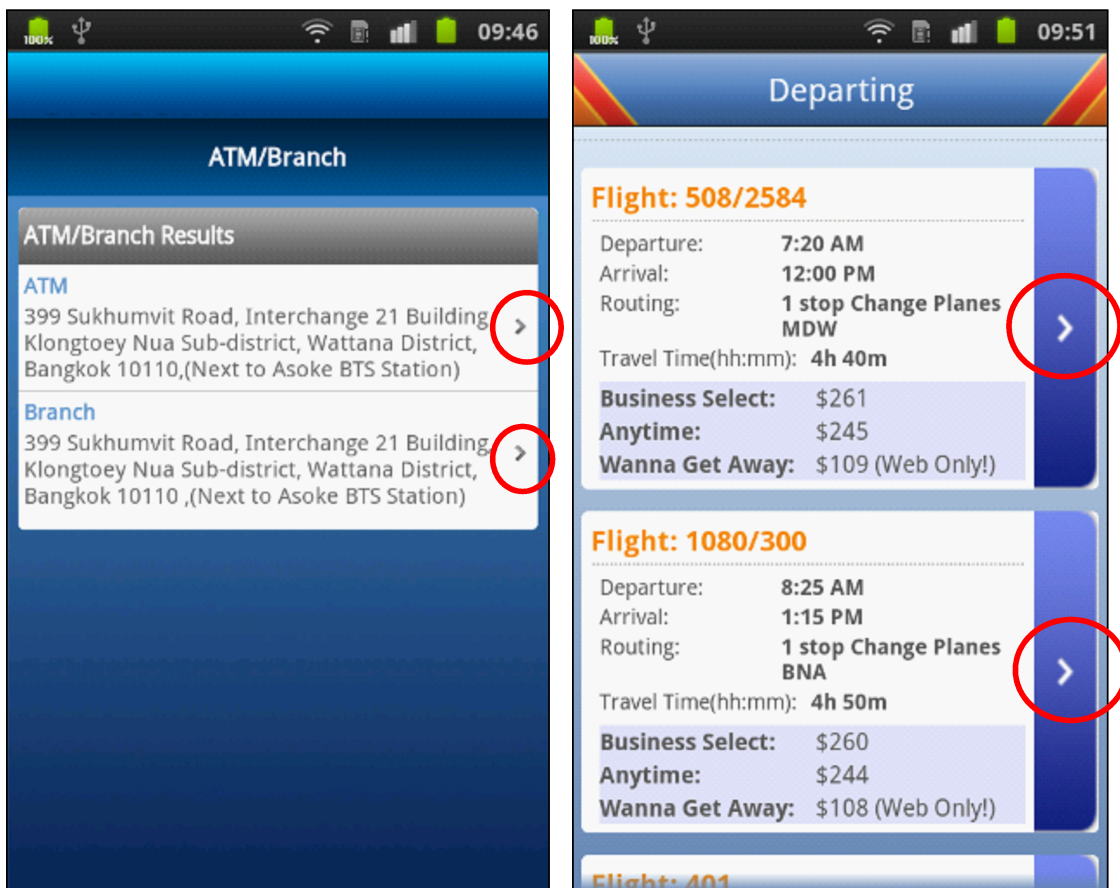 100%
09:46
ATM/Branch
ATM/Branch Results
ATM
399 Sukhumvit Road, Interchange 21 Building
Klongtoey Nua Sub-district, Wattana District,
Bangkok 10110,(Next to Asoke BTS Station)
Branch
399 Sukhumvit Road, Interchange 21 Building,
Klongtoey Nua Sub-district, Wattana District,
Bangkok 10110 ,(Next to Asoke BTS Station)
100%
09:51
Departing
Flight: 508/2584
Departure: 7:20 AM
Arrival: 12:00 PM
Routing: 1 stop Change Planes
MDW
Travel Time(hh:mm): 4h 40m
Business Select: $261
Anytime: $245
Wanna Get Away: $109 (Web Only!)
Flight: 1080/300
Departure: 8:25 AM
Arrival: 1:15 PM
Routing: 1 stop Change Planes
BNA
Travel Time(hh:mm): 4h 50m
Business Select: $260
Anytime: $244
Wanna Get Away: $108 (Web Only!)
Flight: 401